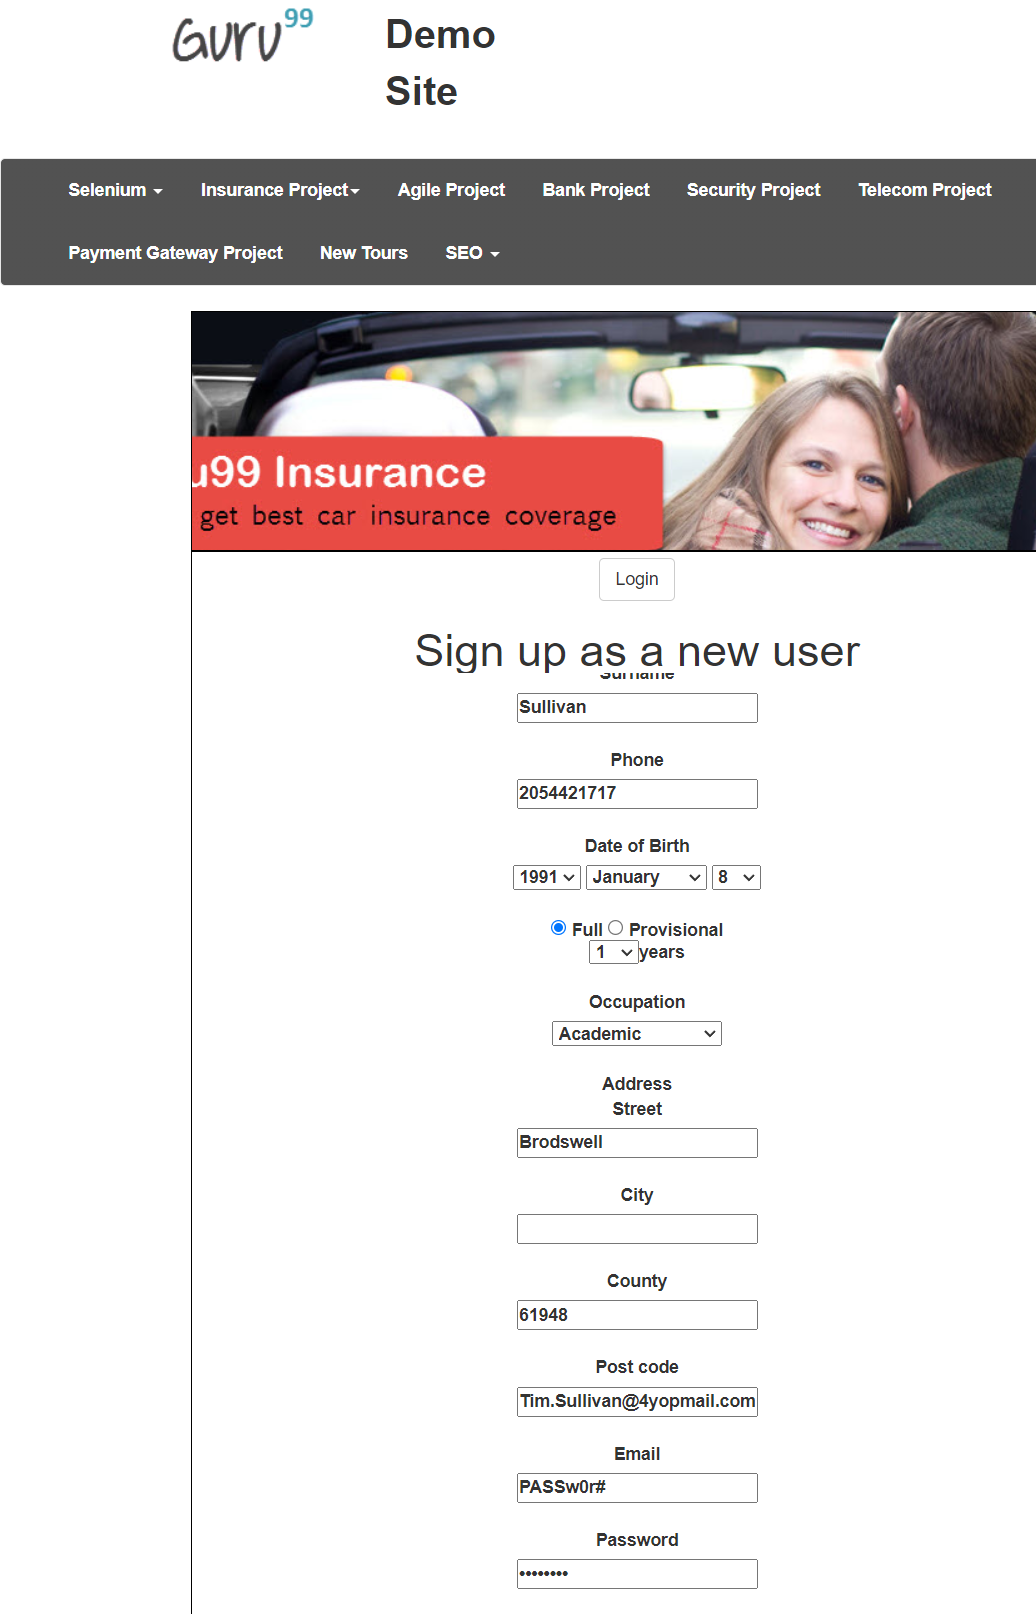 Guru99
Demo
Site
Selenium Insurance Project Agile Project Bank Project Security Project Telecom Project
Payment Gateway Project New Tours SEO
u99 Insurance
get best car insurance coverage
Login
Sign up as a new user
Surname
Sullivan
Phone
2054421717
Date of Birth
1991 January 8
Full Provisional
1 years
Occupation
Academic
Address
Street
Brodswell
City
County
61948
Post code
Tim.Sullivan@4yopmail.com
Email
PASSw0r#
Password
••••••••